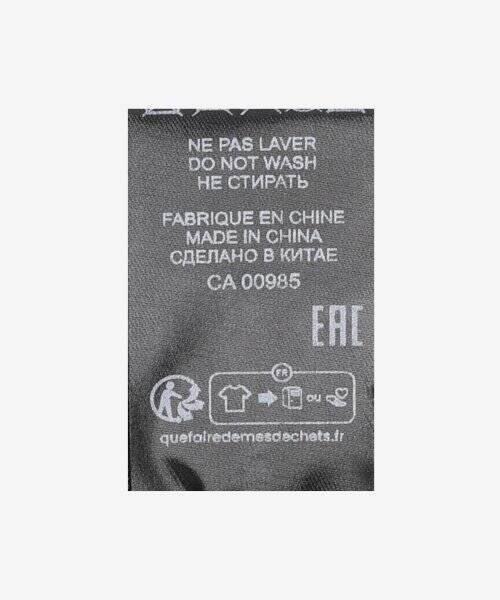 NE PAS LAVER
DO NOT WASH
НЕ СТИРАТЬ
FABRIQUE EN CHINE
MADE IN CHINA
СДЕЛАНО В КИТАЕ
CA 00985
EAC
FR
OU
quefairedemesdechets.fr